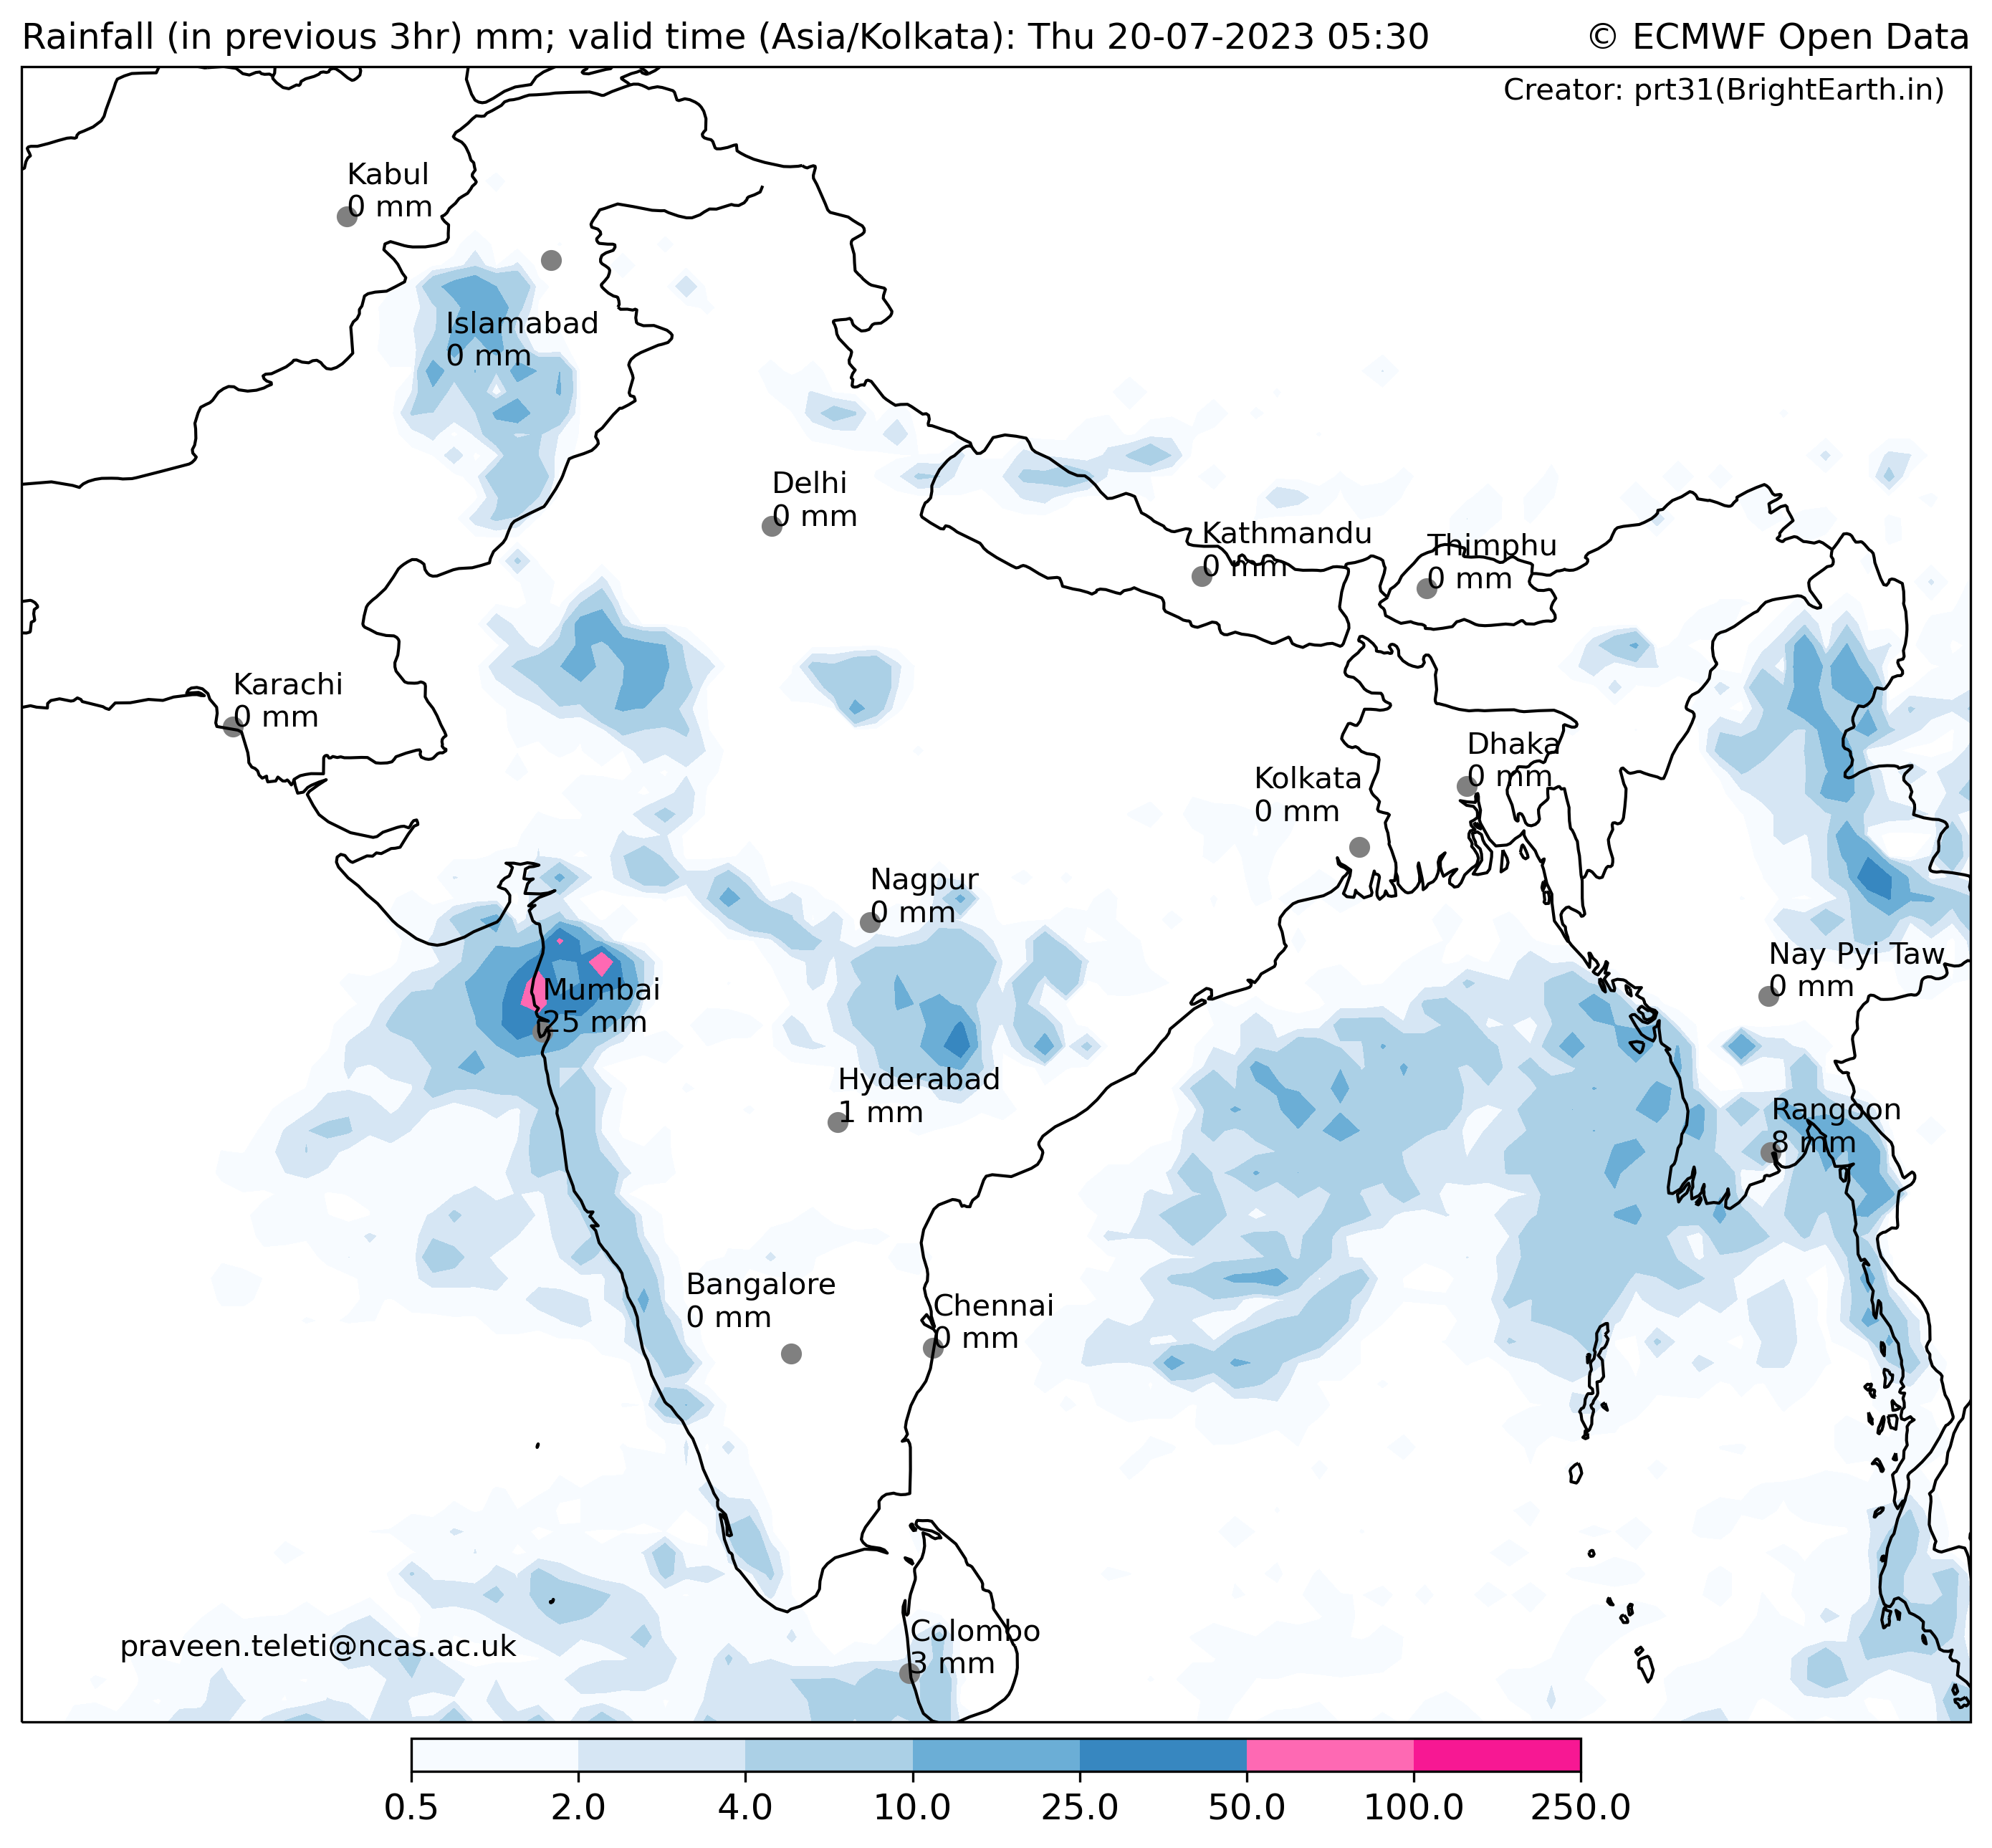 Rainfall (in previous 3hr) mm; valid time (Asia/Kolkata): Thu 20-07-2023 05:30
© ECMWF Open Data
Creator: prt31(BrightEarth.in)
Kabul
0 mm
Islamabad
0 mm
Delhi
0 mm
Kathmandu
0 mm
Thimphu
0 mm
Karachi
0 mm
Dhaka
0 mm
Kolkata
0 mm
Nagpur
0 mm
Nay Pyi Taw
0 mm
Mumbai
25 mm
Hyderabad
1 mm
Rangoon
8 mm
Bangalore
0 mm
Chennai
0 mm
Colombo
3 mm
praveen.teleti@ncas.ac.uk
0.5 2.0 4.0 10.0 25.0 50.0 100.0 250.0